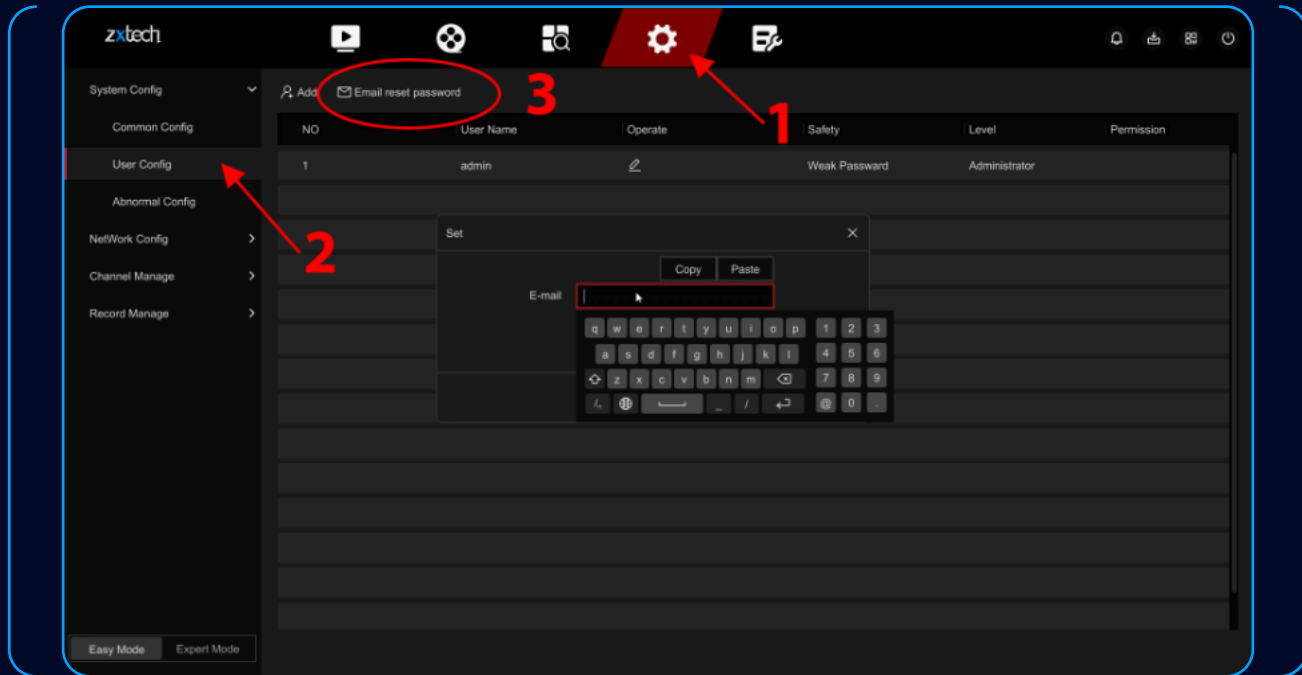 zxtech
System Config
Common Config
User Config
Abnormal Config
NetWork Config
Channel Manage
Record Manage
Easy Mode Expert Mode
Add Email reset password
3
1
2
NO User Name Operate Safety Level Permission
1 admin Weak Passward Administrator
Set
Copy Paste
E-mail
q w e r t y u i o p 1 2 3
a s d f g h j k l 4 5 6
z x c v b n m 7 8 9
_ / @ 0 .